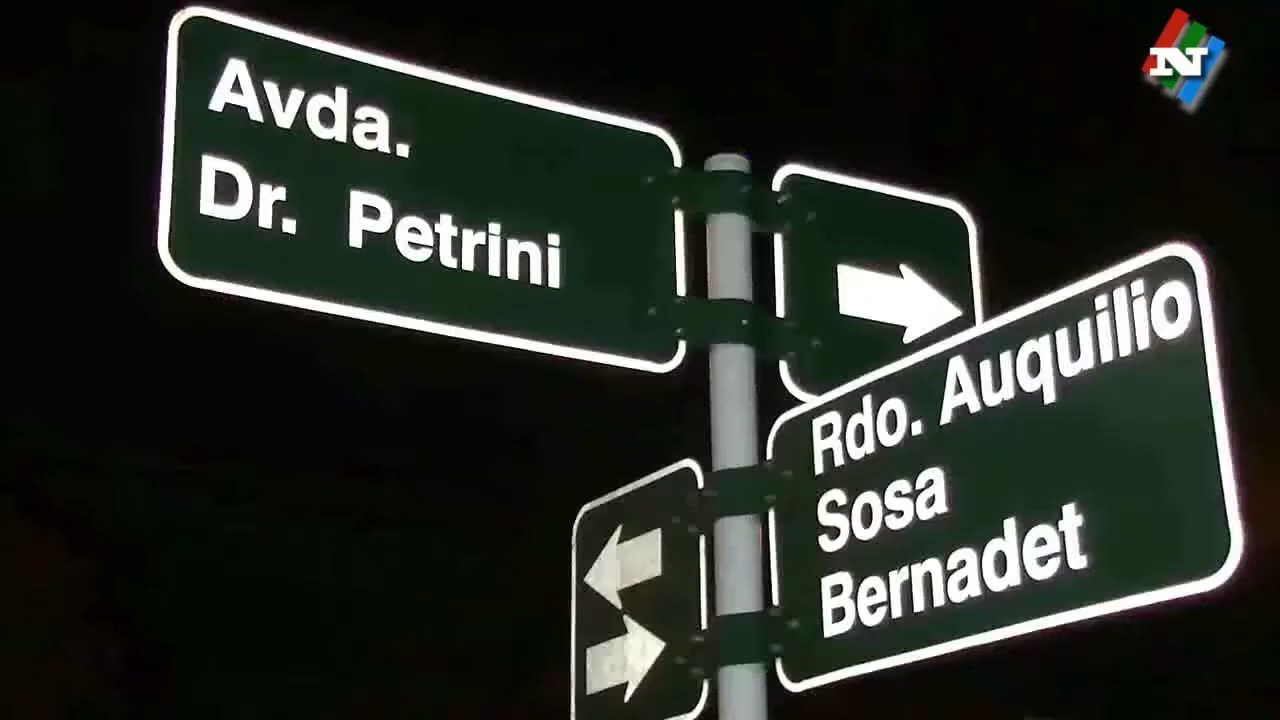 Avda.
Dr. Petrini
Rdo. Auquilio
Sosa
Bernadet
N